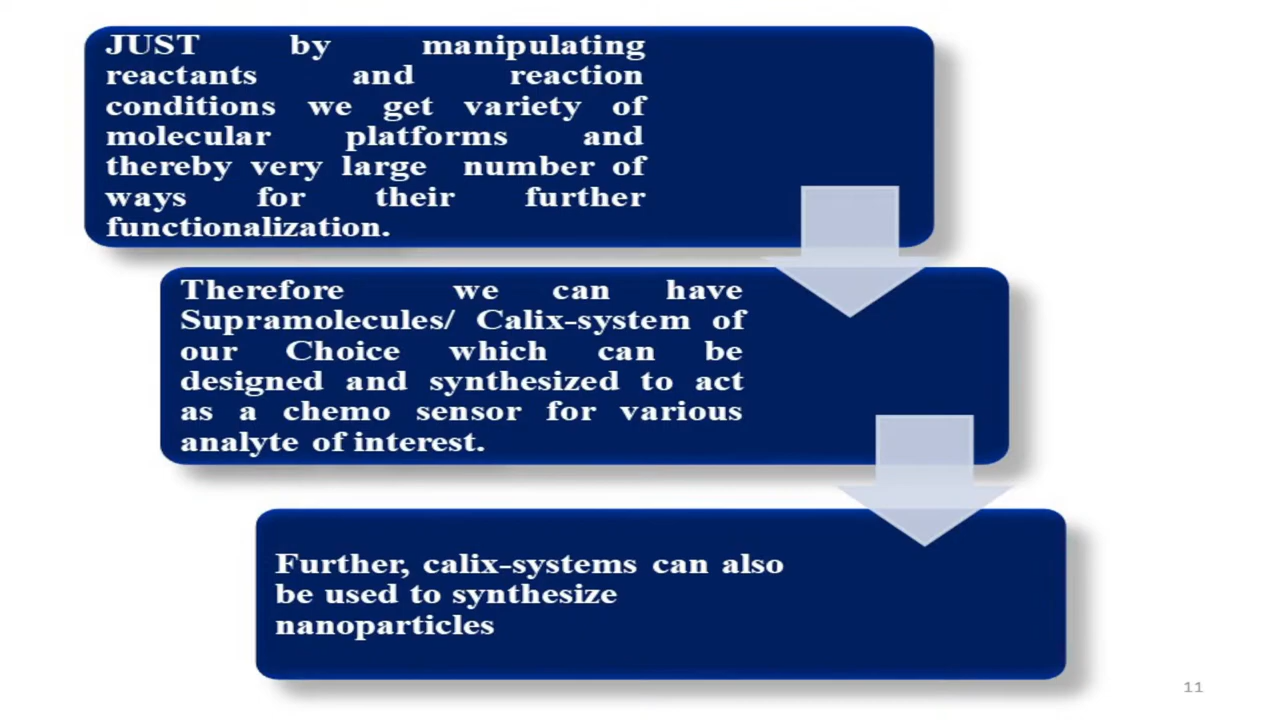 JUST by manipulating
reactants and reaction
conditions we get variety of
molecular platforms and
thereby very large number of
ways for their further
functionalization.
Therefore we can have
Supramolecules/ Calix-system of
our Choice which can be
designed and synthesized to act
as a chemo sensor for various
analyte of interest.
Further, calix-systems can also
be used to synthesize
nanoparticles
11